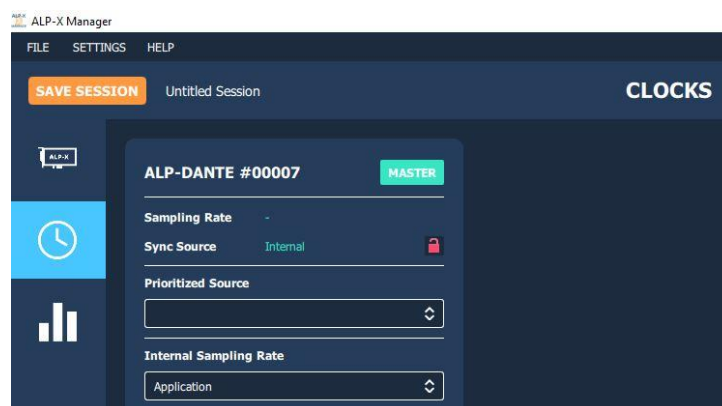 ALP-X Manager
FILE SETTINGS HELP
SAVE SESSION Untitled Session CLOCKS
ALP-X
ALP-DANTE #00007 MASTER
Sampling Rate -
Sync Source Internal
Prioritized Source
Internal Sampling Rate
Application